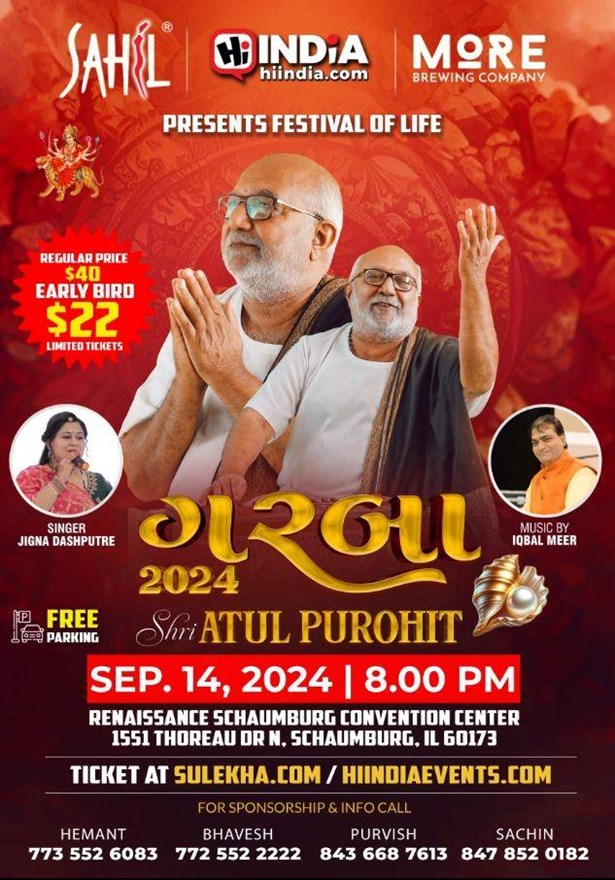 SAHIL®
Hi INDiA
hiindia.com
MORE
BREWING COMPANY
PRESENTS FESTIVAL OF LIFE
REGULAR PRICE
$40
EARLY BIRD
$22
LIMITED TICKETS
SINGER
JIGNA DASHPUTRE
MUSIC BY
IQBAL MEER
ગરબા
2024
Shri ATUL PUROHIT
P
FREE
PARKING
SEP. 14, 2024 | 8.00 PM
RENAISSANCE SCHAUMBURG CONVENTION CENTER
1551 THOREAU DR N, SCHAUMBURG, IL 60173
TICKET AT SULEKHA.COM / HIINDIAEVENTS.COM
FOR SPONSORSHIP & INFO CALL
HEMANT BHAVESH PURVISH SACHIN
773 552 6083 772 552 2222 843 668 7613 847 852 0182